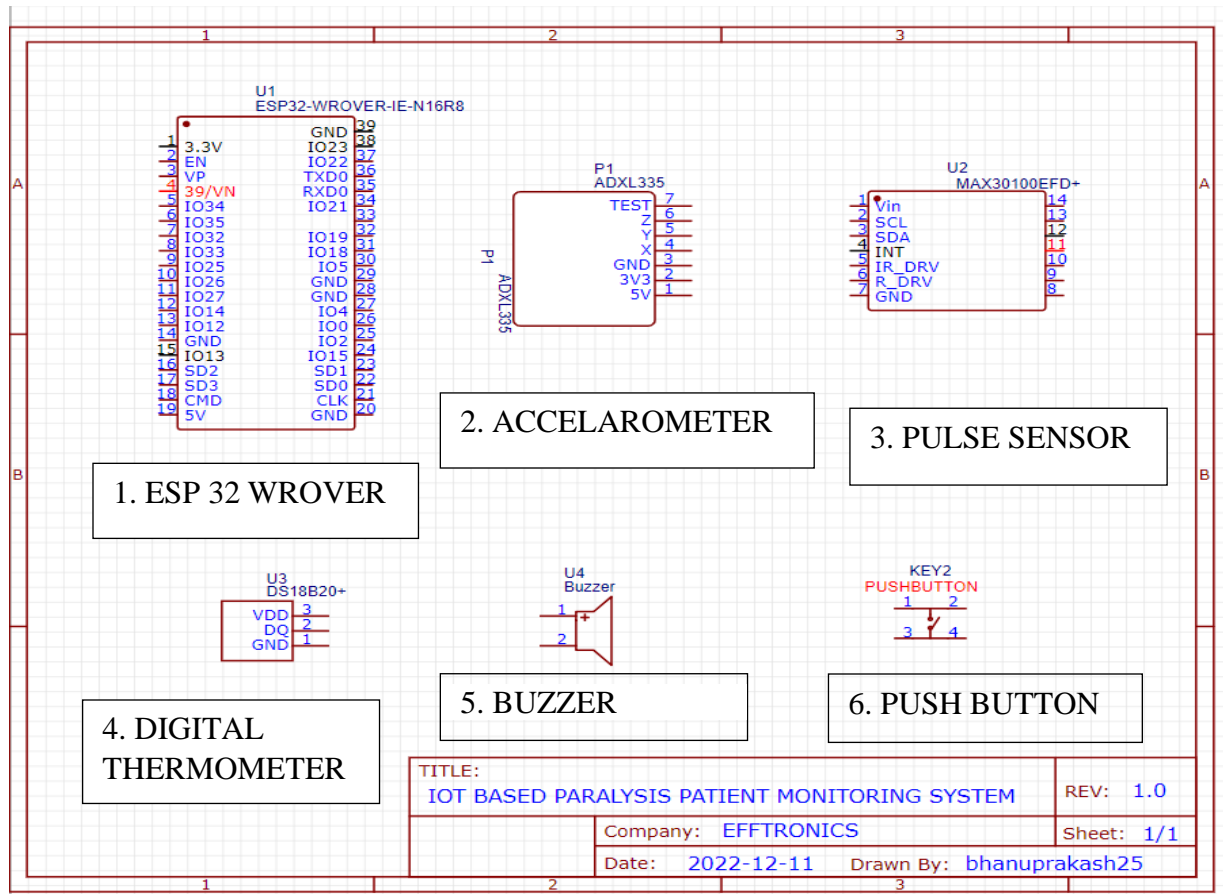 1 2 3
A A
B B
U1
ESP32-WROVER-IE-N16R8
1 3.3V
2 EN
3 VP
4 39/VN
5 IO34
6 IO35
7 IO32
8 IO33
9 IO25
10 IO26
11 IO27
12 IO14
13 IO12
14 GND
15 IO13
16 SD2
17 SD3
18 CMD
19 5V
GND 39
IO23 38
IO22 37
TXD0 36
RXD0 35
IO21 34
33
IO19 32
IO18 31
IO5 30
GND 29
GND 28
IO4 27
IO0 26
IO2 25
IO15 24
SD1 23
SD0 22
CLK 21
GND 20
P1
ADXL335
TEST 7
Z 6
Y 5
X 4
GND 3
3V3 2
5V 1
P1
ADXL335
U2
MAX30100EFD+
1 Vin
2 SCL
3 SDA
4 INT
5 IR_DRV
6 R_DRV
7 GND
14
13
12
11
10
9
8
1. ESP 32 WROVER
2. ACCELAROMETER
3. PULSE SENSOR
U3
DS18B20+
VDD 3
DQ 2
GND 1
U4
Buzzer
1 +
2
KEY2
PUSHBUTTON
1 2
3 4
4. DIGITAL
THERMOMETER
5. BUZZER
6. PUSH BUTTON
TITLE:
IOT BASED PARALYSIS PATIENT MONITORING SYSTEM
REV: 1.0
Company: EFFTRONICS
Sheet: 1/1
Date: 2022-12-11 Drawn By: bhanuprakash25
1 2 3